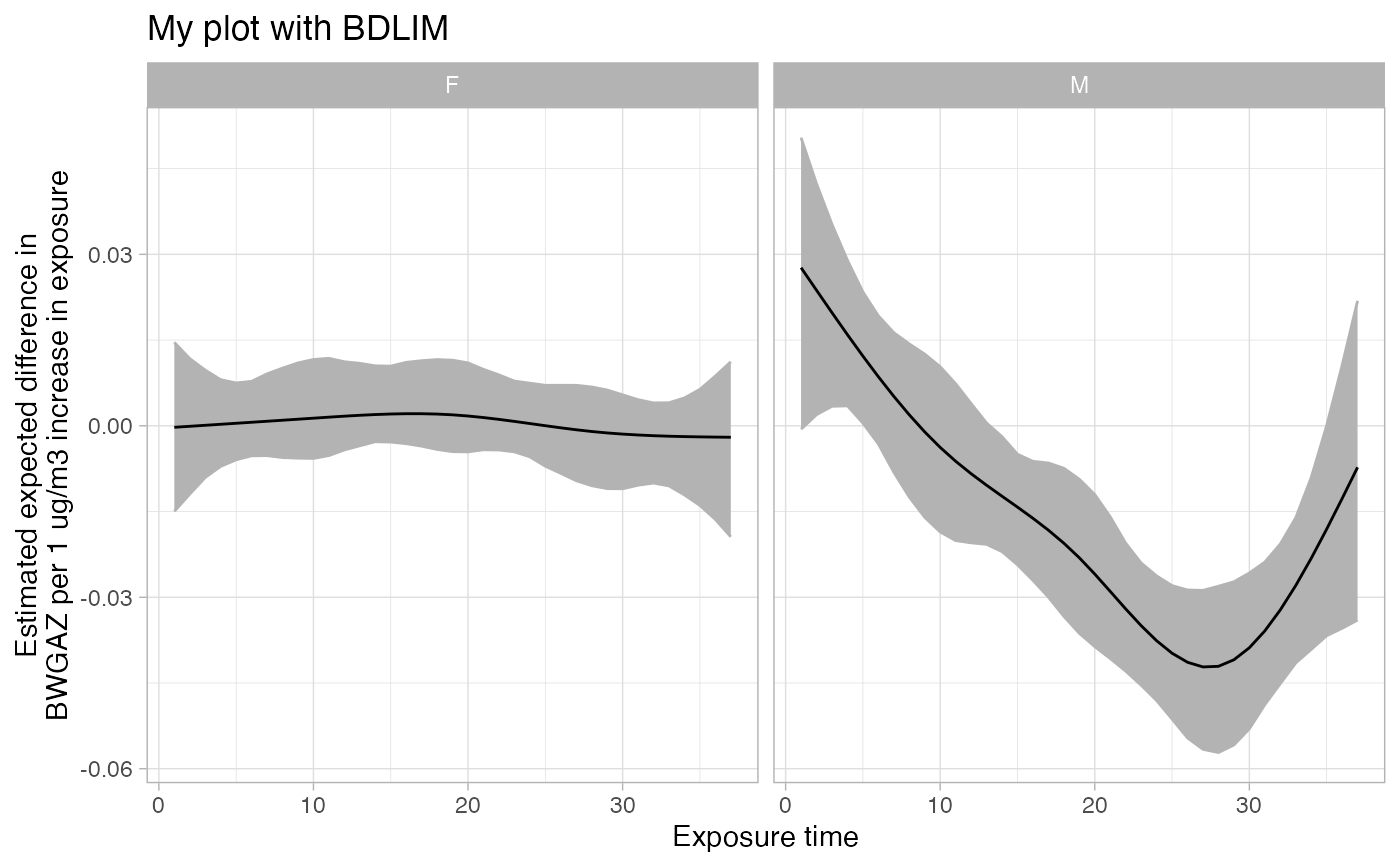 My plot with BDLIM
F
M
Estimated expected difference in
BWGAZ per 1 ug/m3 increase in exposure
0.03
0.00
-0.03
-0.06
0
10
20
30
0
10
20
30
Exposure time